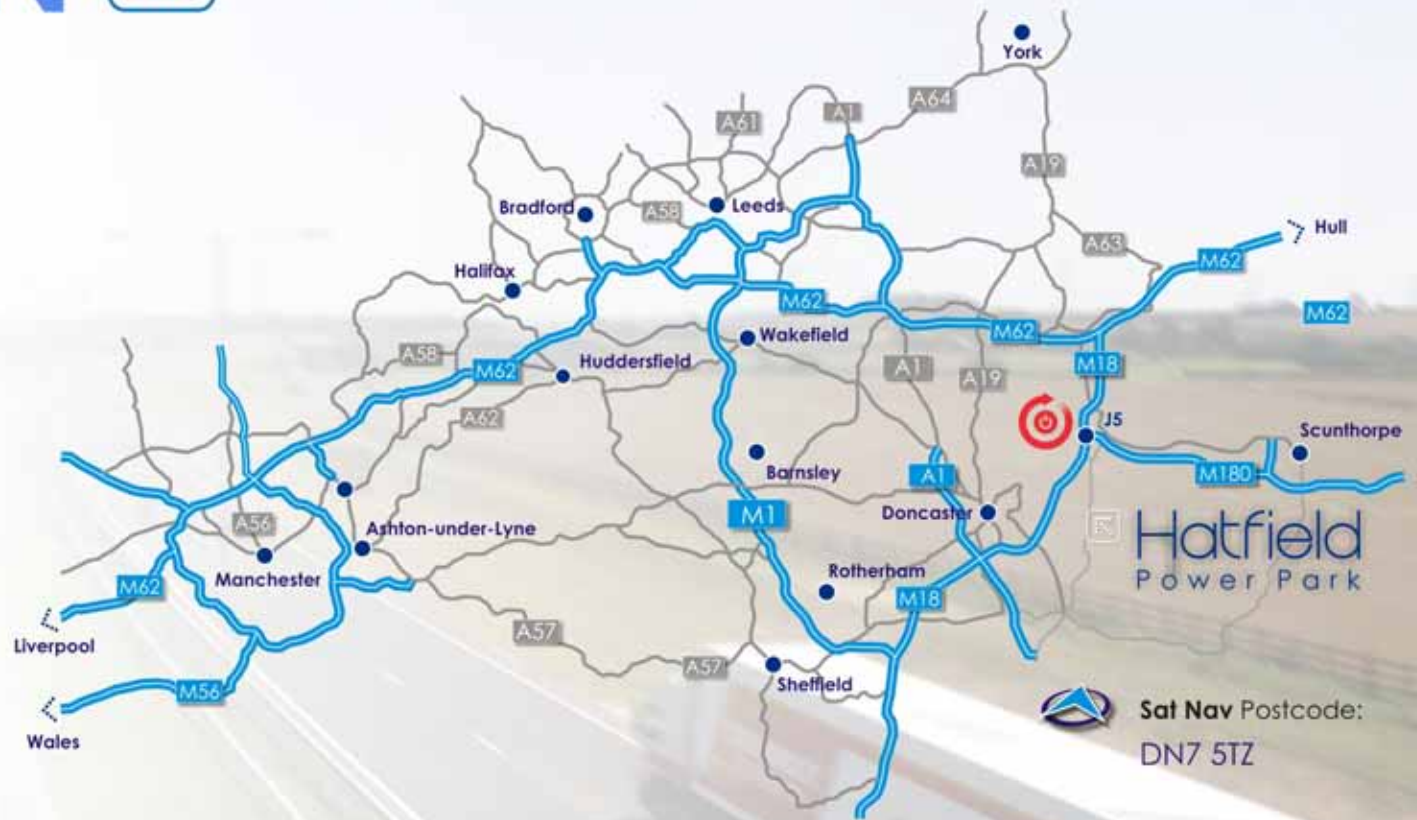 York
A64
A61
A1
A19
Bradford
A58
Leeds
Hull
A63
M62
Halifax
M62
M62
M62
Wakefield
M18
A58
M62
Huddersfield
A1
A19
A62
J5
Scunthorpe
Barnsley
A1
M180
M1
Doncaster
A56
Ashton-under-Lyne
Hatfield
Power Park
Manchester
M62
Rotherham
M18
Liverpool
A57
A57
Sheffield
M56
Wales
Sat Nav Postcode:
DN7 5TZ